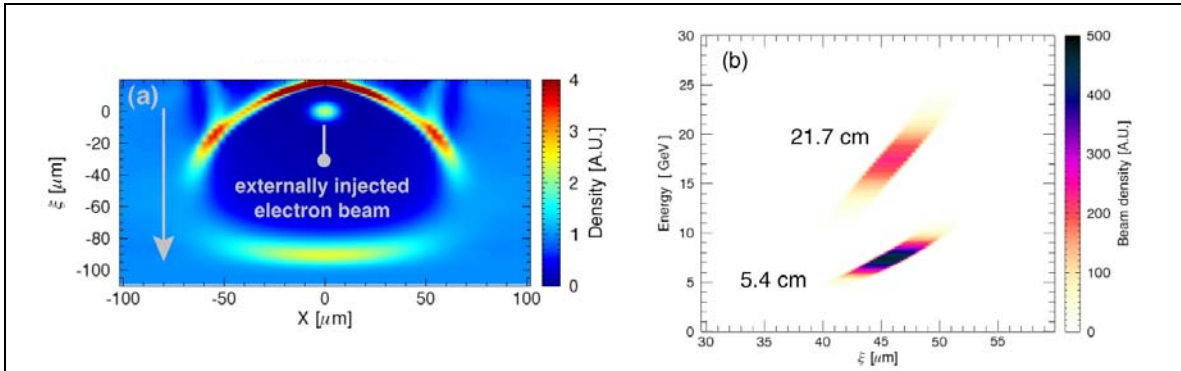 (a)
externally injected
electron beam
0
-20
-40
-60
-80
-100
ξ [μm]
-100 -50 0 50 100
X [μm]
4
3
2
1
0
Density [A.U.]
(b)
21.7 cm
5.4 cm
30
25
20
15
10
5
0
Energy [ GeV]
30 35 40 45 50 55
ξ [μm]
500
400
300
200
100
0
Beam density [A.U.]